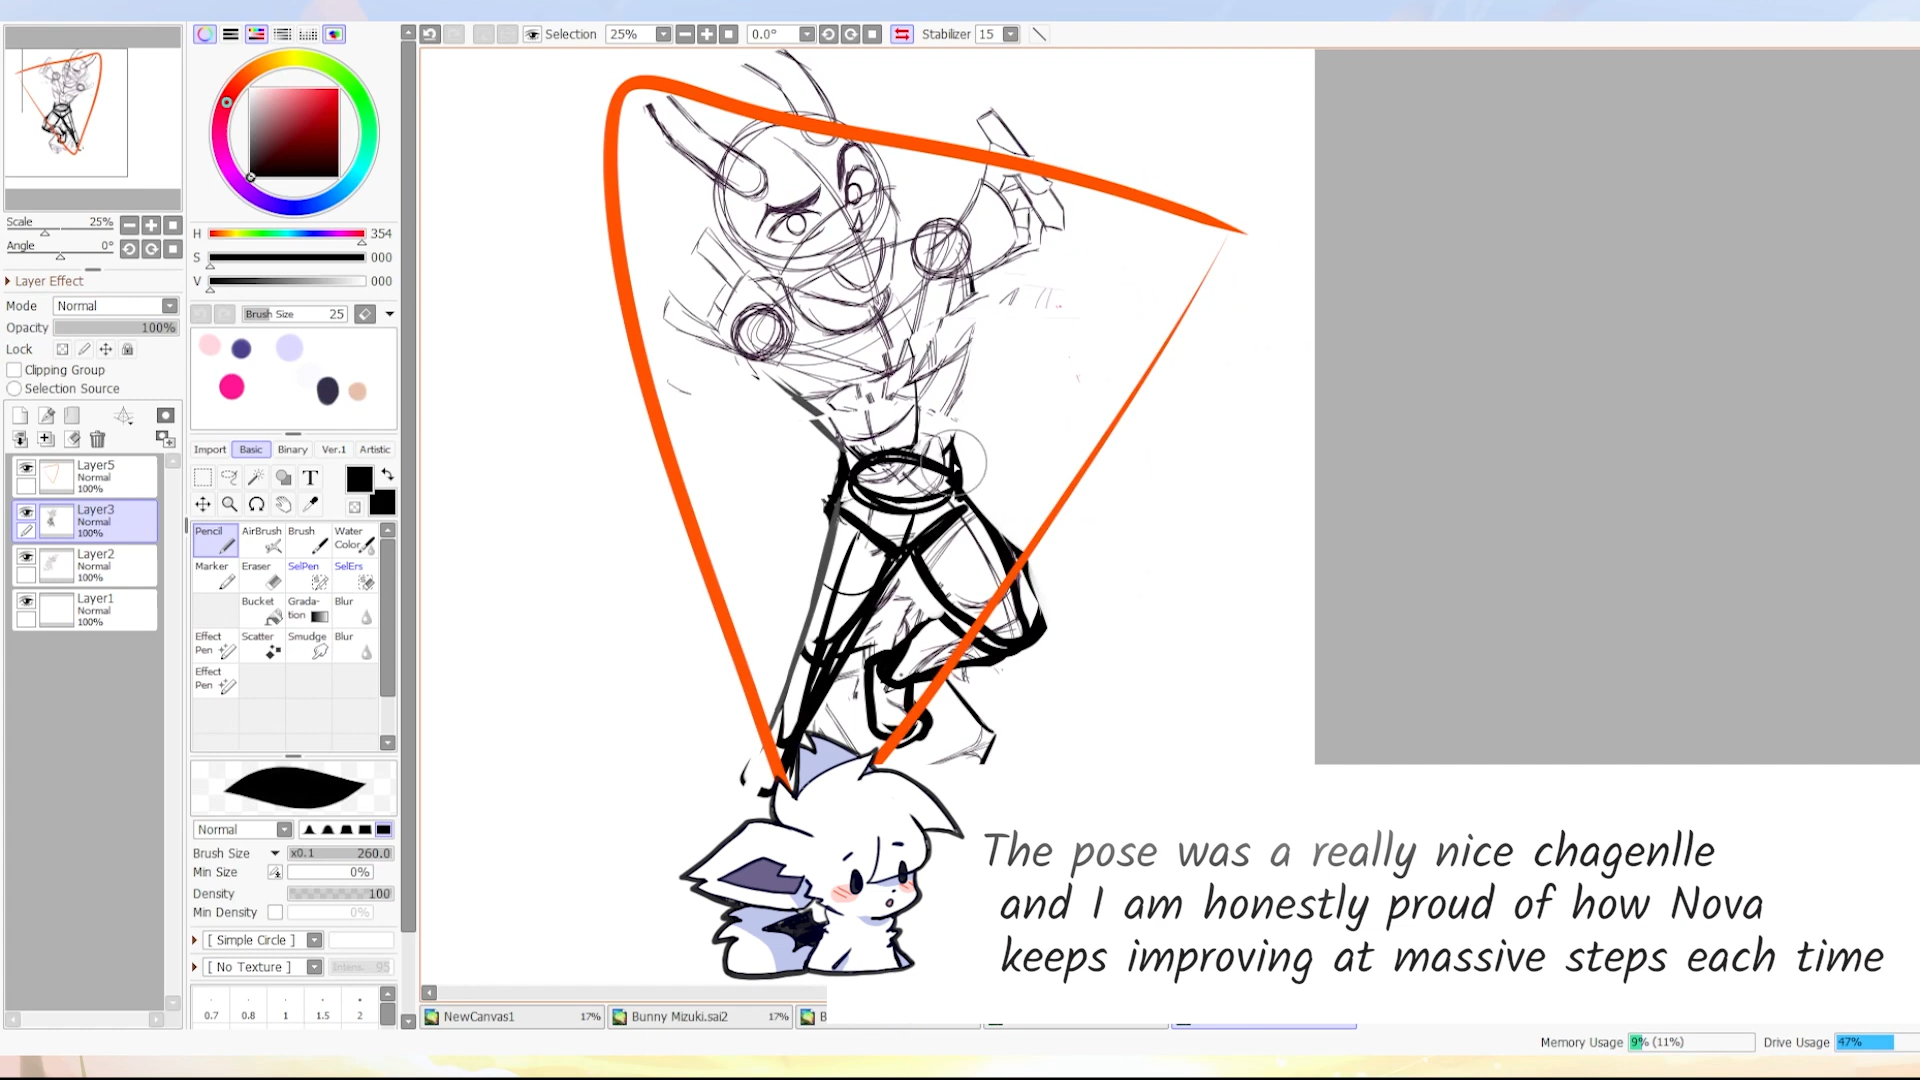 Selection 25% 0.0° Stabilizer 15
Scale 25%
Angle 0°
Layer Effect
Mode Normal
Opacity 100%
Lock
Clipping Group
Selection Source
Layer5
Normal
100%
Layer3
Normal
100%
Layer2
Normal
100%
Layer1
Normal
100%
H 354
S 000
V 000
Brush Size 25
Import Basic Binary Ver.1 Artistic
T
Pencil AirBrush Brush Water
Color
Marker Eraser SelPen SelErs
Bucket Grada-
tion Blur
Effect
Pen Scatter Smudge Blur
Effect
Pen
Normal
Brush Size x0.1 260.0
Min Size 0%
Density 100
Min Density 0%
[ Simple Circle ]
[ No Texture ] Intens. 95
0.7 0.8 1 1.5 2
The pose was a really nice chagenlle
and I am honestly proud of how Nova
keeps improving at massive steps each time
NewCanvas1 17% Bunny Mizuki.sai2 17% B
Memory Usage 9% (11%) Drive Usage 47%